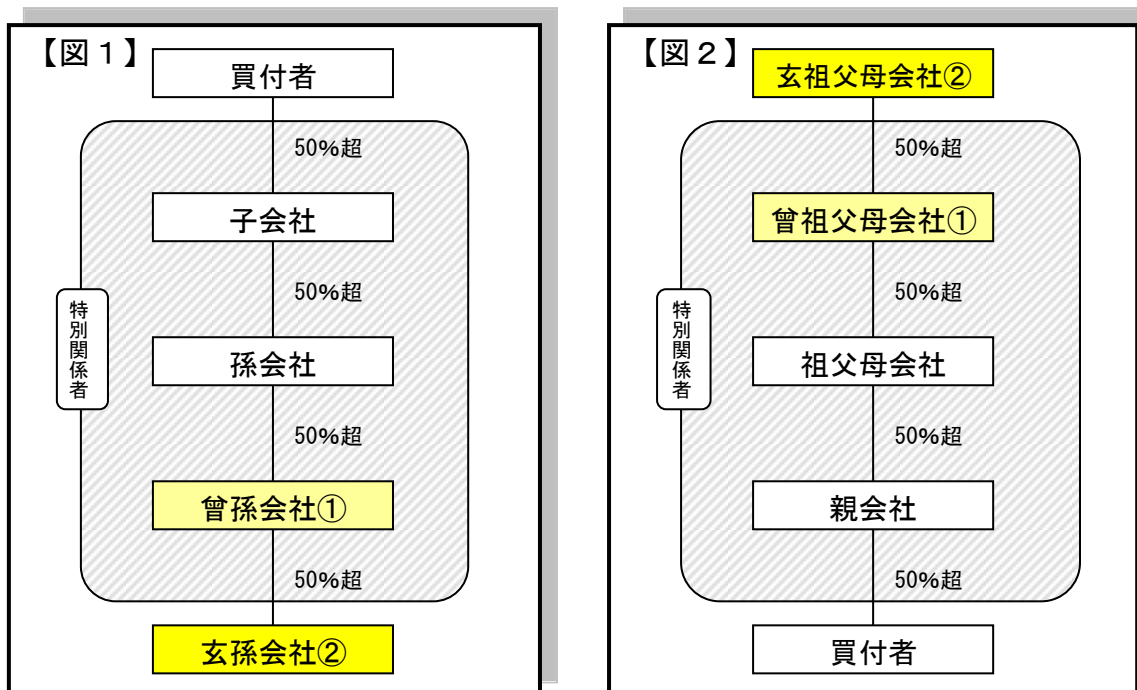 【図1】
買付者
50%超
子会社
50%超
特別関係者
孫会社
50%超
曾孫会社①
50%超
玄孫会社②
【図2】
玄祖父母会社②
50%超
曾祖父母会社①
50%超
特別関係者
祖父母会社
50%超
親会社
50%超
買付者